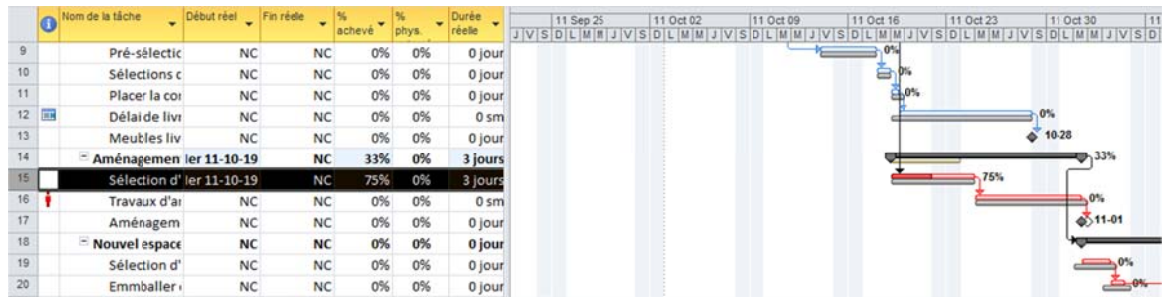 Nom de la tâche Début réel Fin réelle % achevé % phys. Durée réelle
11 Sep 25 11 Oct 02 11 Oct 09 11 Oct 16 11 Oct 23 11 Oct 30 11
J V S D L M M J V S D L M M J V S D L M M J V S D L M M J V S D L M M J V S D L M M J V S D
9 Pré-sélectic NC NC 0% 0% 0 jour 0%
10 Sélections c NC NC 0% 0% 0 jour 0%
11 Placer la cor NC NC 0% 0% 0 jour 0%
12 Délai de livr NC NC 0% 0% 0 sm 0%
13 Meubles liv NC NC 0% 0% 0 jour 10-28
14 Aménagemen ler 11-10-19 NC 33% 0% 3 jours 33%
15 Sélection d' ler 11-10-19 NC 75% 0% 3 jours 75%
16 Travaux d'ar NC NC 0% 0% 0 sm 0%
17 Aménagem NC NC 0% 0% 0 jour 11-01
18 Nouvel espace NC NC 0% 0% 0 jour
19 Sélection d' NC NC 0% 0% 0 jour 0%
20 Emmballer NC NC 0% 0% 0 jour 0%